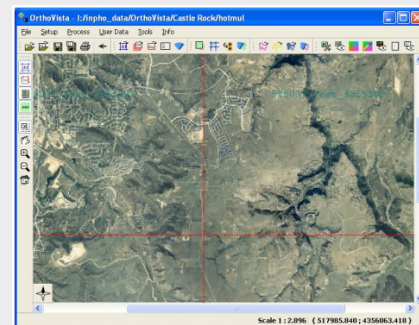 OrthoVista - I:/inpho_data/OrthoVista/Castle Rock/hotmul
File Setup Process User Data Tools Info
Scale 1 : 2.896 ( 517985.840 ; 4356063.418 )